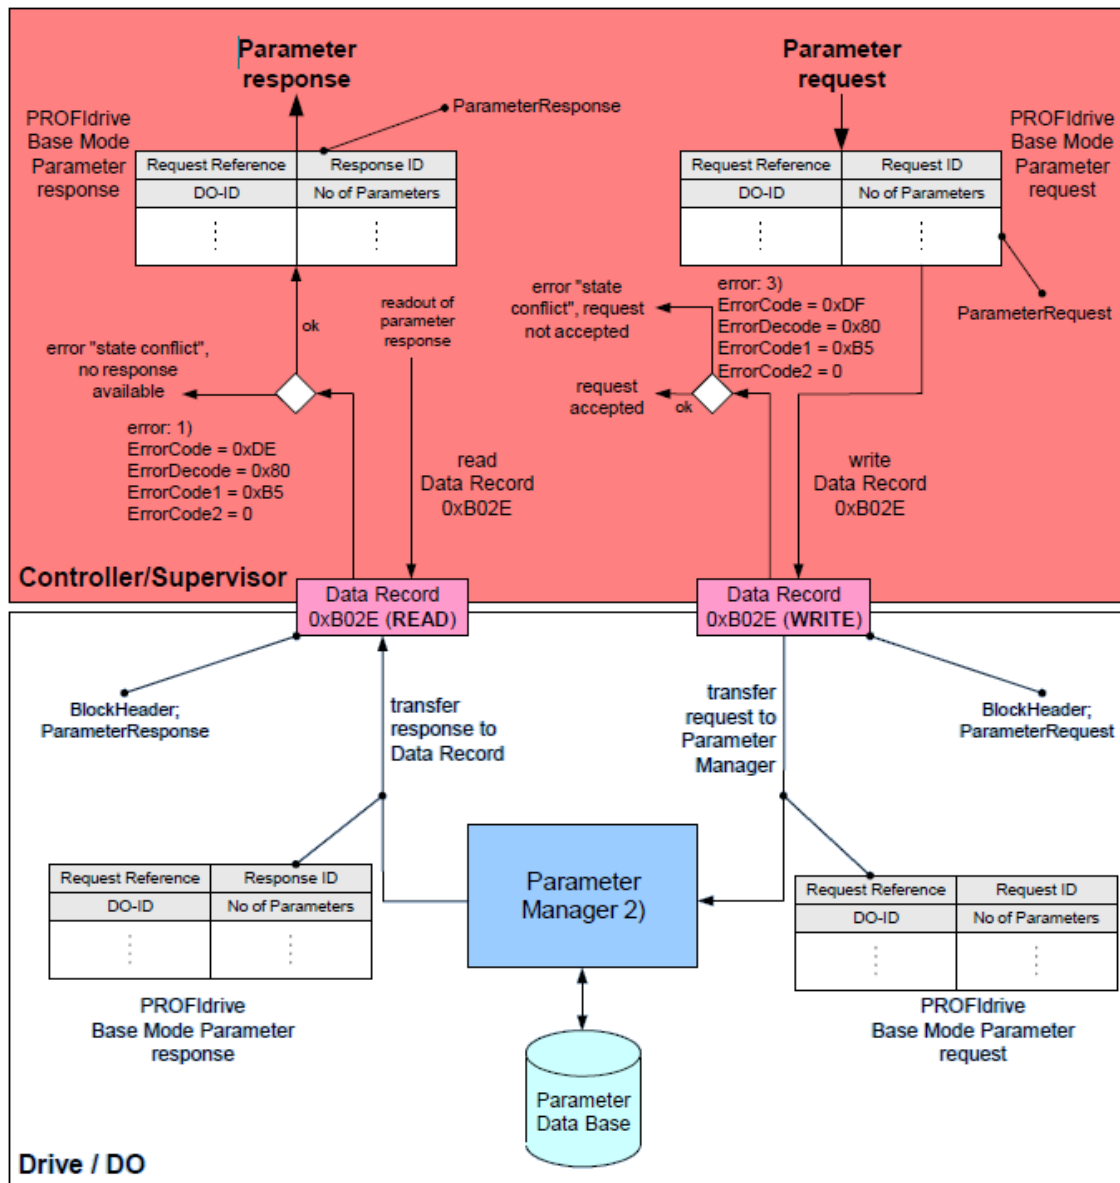 Parameter
response
Parameter
request
ParameterResponse
PROFIdrive
Base Mode
Parameter
response
Request Reference
Response ID
DO-ID
No of Parameters
Request Reference
Request ID
DO-ID
No of Parameters
PROFIdrive
Base Mode
Parameter
request
ok
readout of
parameter
response
error "state conflict",
no response
available
error: 1)
ErrorCode = 0xDE
ErrorDecode = 0x80
ErrorCode1 = 0xB5
ErrorCode2 = 0
read
Data Record
0xB02E
error "state
conflict", request
not accepted
error: 3)
ErrorCode = 0xDF
ErrorDecode = 0x80
ErrorCode1 = 0xB5
ErrorCode2 = 0
request
accepted
ok
ParameterRequest
write
Data Record
0xB02E
Controller/Supervisor
Data Record
0xB02E (READ)
Data Record
0xB02E (WRITE)
BlockHeader;
ParameterResponse
transfer
response to
Data Record
transfer
request to
Parameter
Manager
BlockHeader;
ParameterRequest
Request Reference
Response ID
DO-ID
No of Parameters
PROFIdrive
Base Mode Parameter
response
Parameter
Manager 2)
Request Reference
Request ID
DO-ID
No of Parameters
PROFIdrive
Base Mode Parameter
request
Parameter
Data Base
Drive / DO